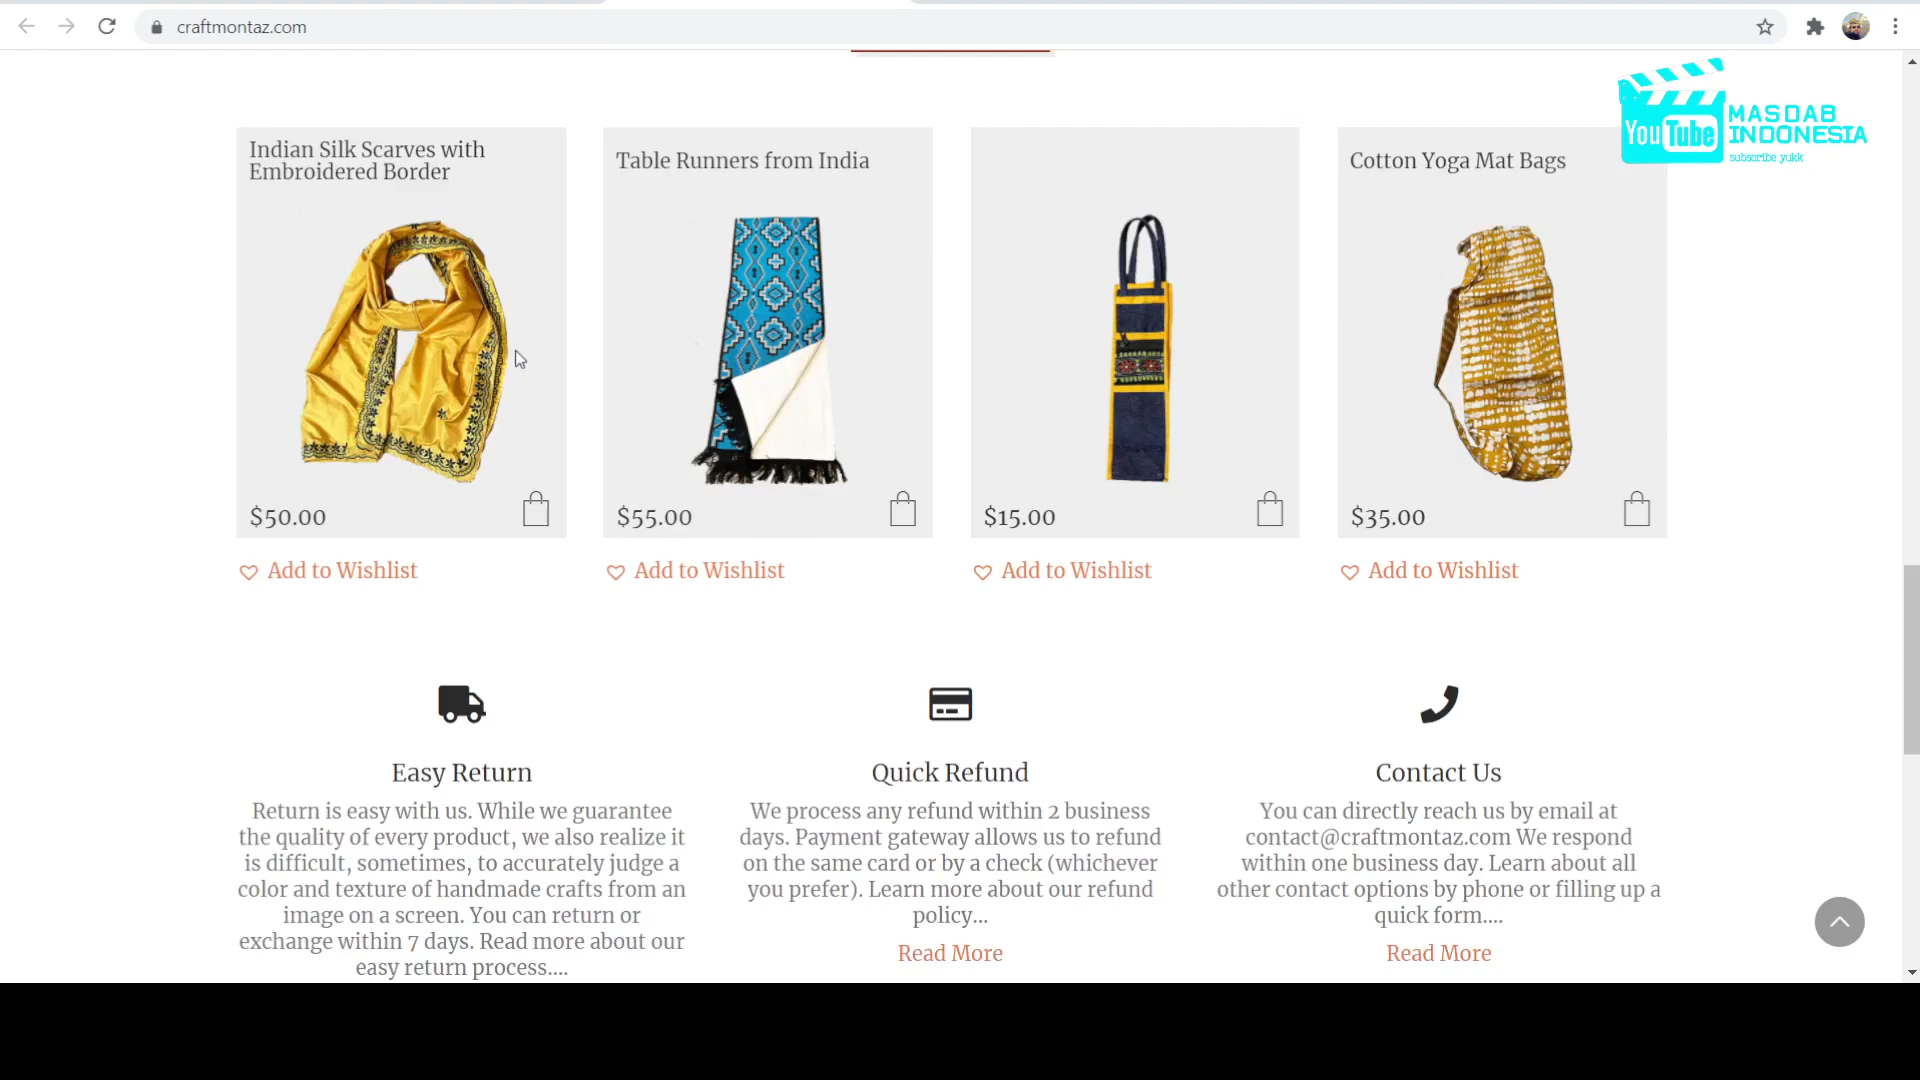 craftmontaz.com
YouTube
MASDAB
INDONESIA
subscribe yukk
Indian Silk Scarves with
Embroidered Border
$50.00
Add to Wishlist
Table Runners from India
$55.00
Add to Wishlist
$15.00
Add to Wishlist
Cotton Yoga Mat Bags
$35.00
Add to Wishlist
Easy Return
Return is easy with us. While we guarantee
the quality of every product, we also realize it
is difficult, sometimes, to accurately judge a
color and texture of handmade crafts from an
image on a screen. You can return or
exchange within 7 days. Read more about our
easy return process....
Quick Refund
We process any refund within 2 business
days. Payment gateway allows us to refund
on the same card or by a check (whichever
you prefer). Learn more about our refund
policy...
Read More
Contact Us
You can directly reach us by email at
contact@craftmontaz.com We respond
within one business day. Learn about all
other contact options by phone or filling up a
quick form....
Read More